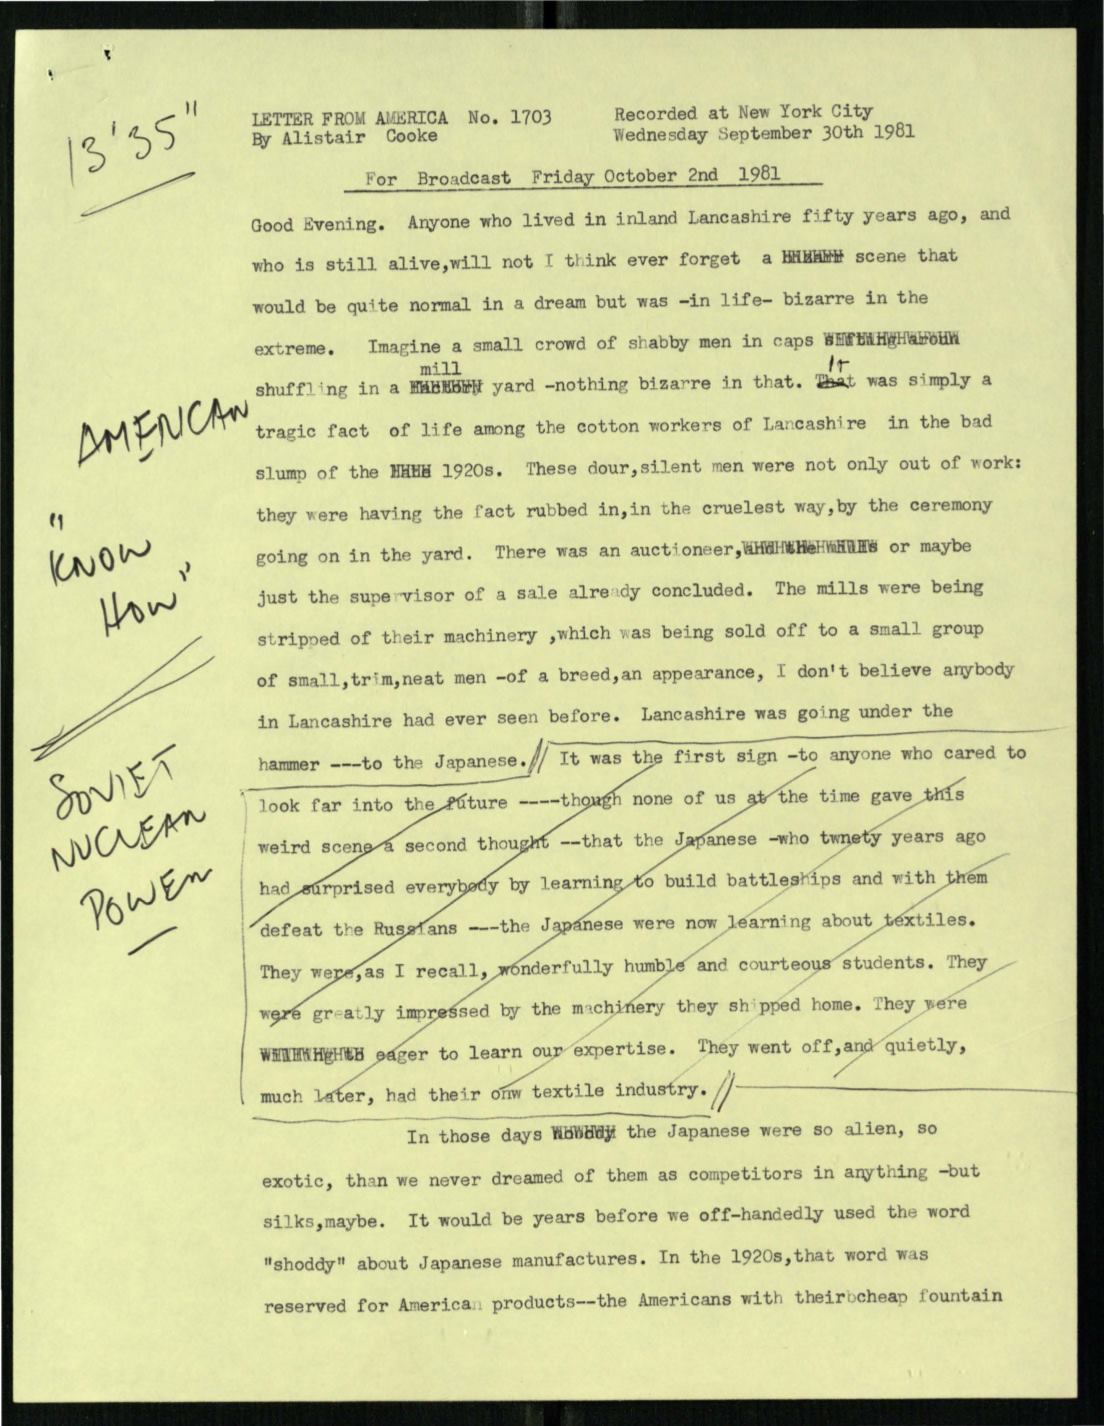 13'35"
LETTER FROM AMERICA No. 1703 Recorded at New York City
By Alistair Cooke Wednesday September 30th 1981
For Broadcast Friday October 2nd 1981
Good Evening. Anyone who lived in inland Lancashire fifty years ago, and
who is still alive,will not I think ever forget a scene that
would be quite normal in a dream but was -in life- bizarre in the
extreme. Imagine a small crowd of shabby men in caps
mill It
shuffling in a yard -nothing bizarre in that. That was simply a
AMERICAN
tragic fact of life among the cotton workers of Lancashire in the bad
slump of the 1920s. These dour,silent men were not only out of work:
they were having the fact rubbed in,in the cruelest way,by the ceremony
"KNOW
going on in the yard. There was an auctioneer, or maybe
HOW"
just the supervisor of a sale already concluded. The mills were being
stripped of their machinery ,which was being sold off to a small group
of small,trim,neat men -of a breed,an appearance, I don't believe anybody
in Lancashire had ever seen before. Lancashire was going under the
hammer ---to the Japanese.// It was the first sign -to anyone who cared to
SOVIET
look far into the future ----though none of us at the time gave this
NUCLEAR
weird scene a second thought --that the Japanese -who twnety years ago
POWER
had surprised everybody by learning to build battleships and with them
defeat the Russians ---the Japanese were now learning about textiles.
They were,as I recall, wonderfully humble and courteous students. They
were greatly impressed by the machinery they shipped home. They were
eager to learn our expertise. They went off,and quietly,
much later, had their onw textile industry.//
In those days the Japanese were so alien, so
exotic, than we never dreamed of them as competitors in anything -but
silks,maybe. It would be years before we off-handedly used the word
"shoddy" about Japanese manufactures. In the 1920s,that word was
reserved for American products--the Americans with their cheap fountain